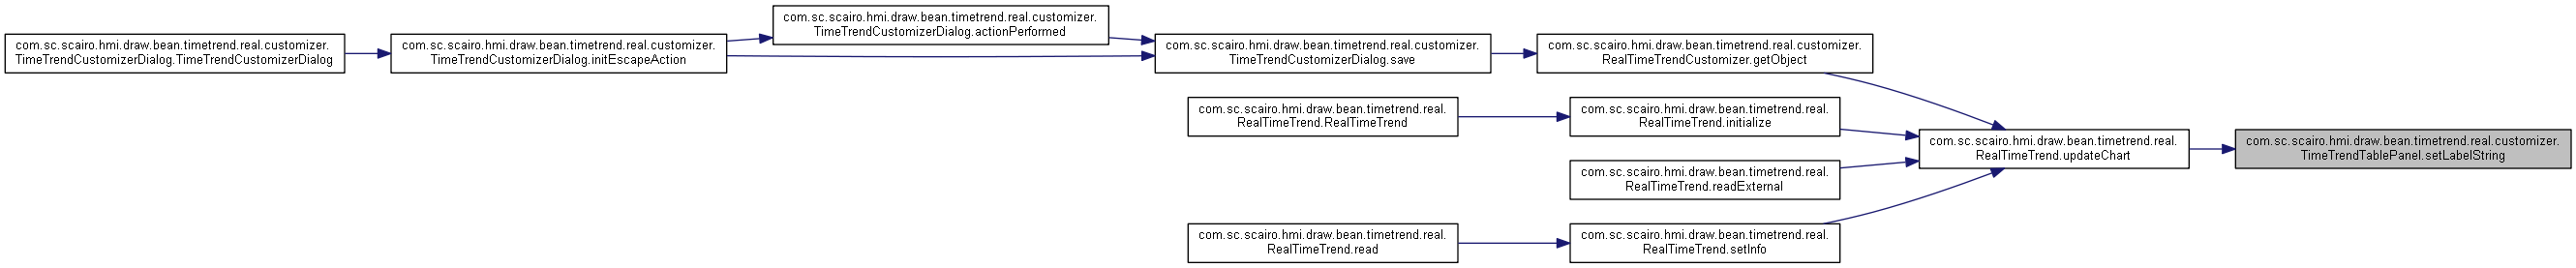 com.sc.scairo.hmi.draw.bean.timetrend.real.customizer.
TimeTrendCustomizerDialog.TimeTrendCustomizerDialog
com.sc.scairo.hmi.draw.bean.timetrend.real.customizer.
TimeTrendCustomizerDialog.initEscapeAction
com.sc.scairo.hmi.draw.bean.timetrend.real.customizer.
TimeTrendCustomizerDialog.actionPerformed
com.sc.scairo.hmi.draw.bean.timetrend.real.customizer.
TimeTrendCustomizerDialog.save
com.sc.scairo.hmi.draw.bean.timetrend.real.customizer.
RealTimeTrendCustomizer.getObject
com.sc.scairo.hmi.draw.bean.timetrend.real.
RealTimeTrend.RealTimeTrend
com.sc.scairo.hmi.draw.bean.timetrend.real.
RealTimeTrend.initialize
com.sc.scairo.hmi.draw.bean.timetrend.real.
RealTimeTrend.updateChart
com.sc.scairo.hmi.draw.bean.timetrend.real.customizer.
TimeTrendTablePanel.setLabelString
com.sc.scairo.hmi.draw.bean.timetrend.real.
RealTimeTrend.readExternal
com.sc.scairo.hmi.draw.bean.timetrend.real.
RealTimeTrend.read
com.sc.scairo.hmi.draw.bean.timetrend.real.
RealTimeTrend.setInfo